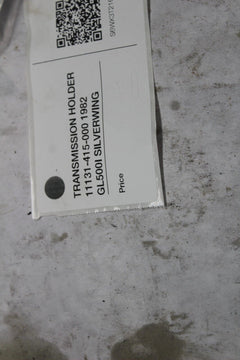 TRANSMISSION HOLDER
11131-415-000 1982
GL500I SILVERWING
Price